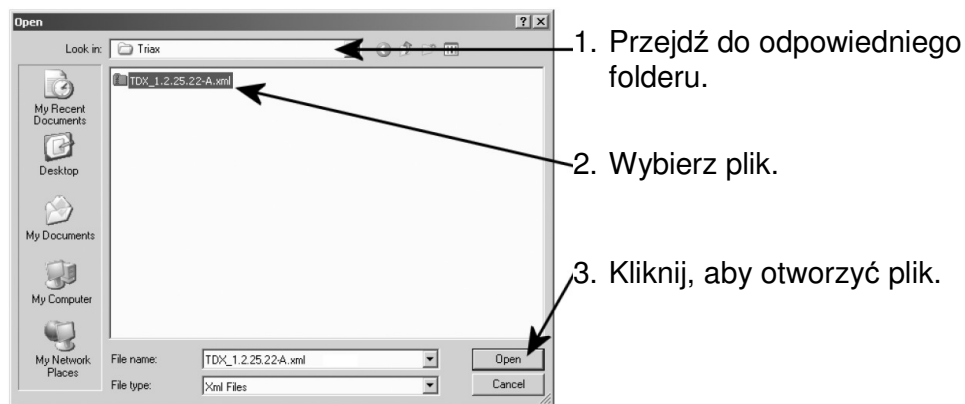 Open
Look in:
Triax
TDX_1.2.25.22-A.xml
My Recent
Documents
Desktop
My Documents
My Computer
My Network
Places
File name:
TDX_1.2.25.22-A.xml
Open
File type:
Xml Files
Cancel
1. Przejdź do odpowiedniego
folderu.
2. Wybierz plik.
3. Kliknij, aby otworzyć plik.